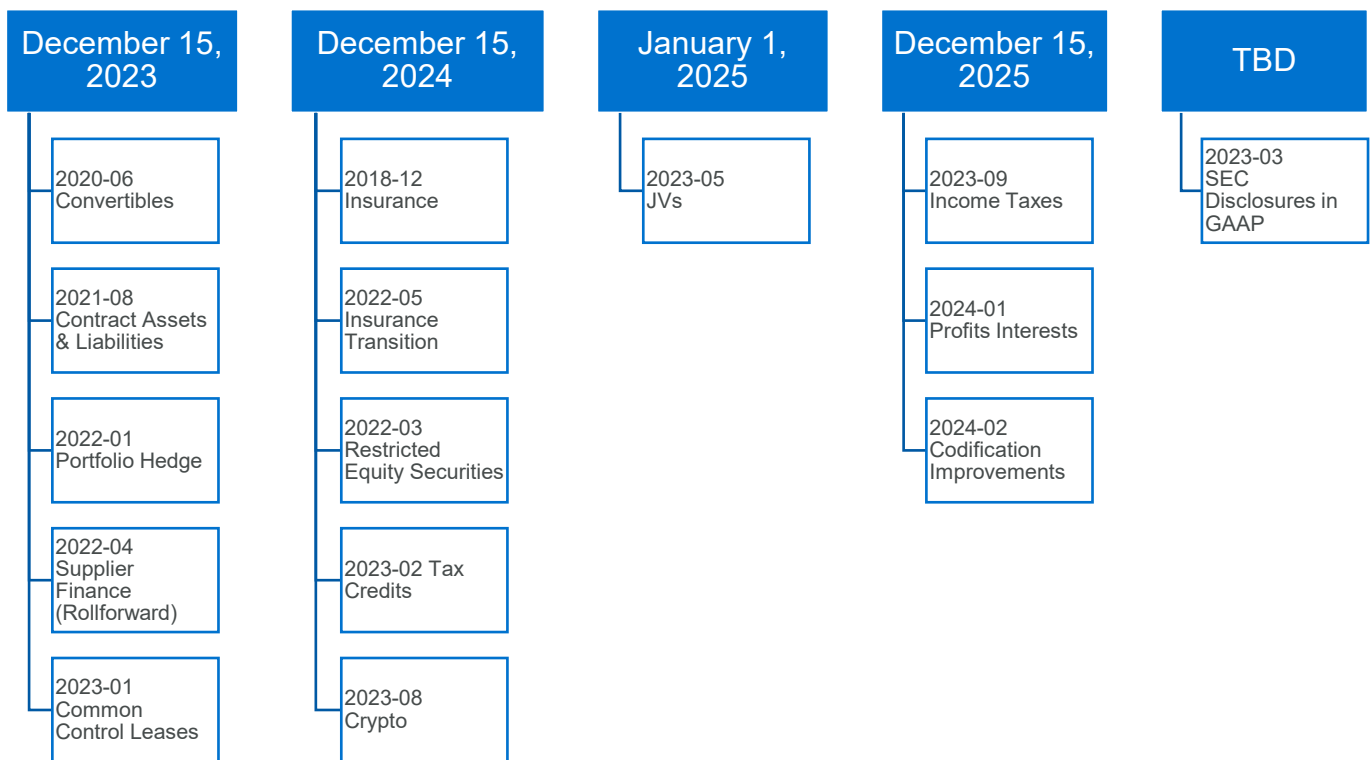 December 15,
2023
2020-06
Convertibles
2021-08
Contract Assets
& Liabilities
2022-01
Portfolio Hedge
2022-04
Supplier
Finance
(Rollforward)
2023-01
Common
Control Leases
December 15,
2024
2018-12
Insurance
2022-05
Insurance
Transition
2022-03
Restricted
Equity Securities
2023-02 Tax
Credits
2023-08
Crypto
January 1,
2025
2023-05
JVs
December 15,
2025
2023-09
Income Taxes
2024-01
Profits Interests
2024-02
Codification
Improvements
TBD
2023-03
SEC
Disclosures in
GAAP